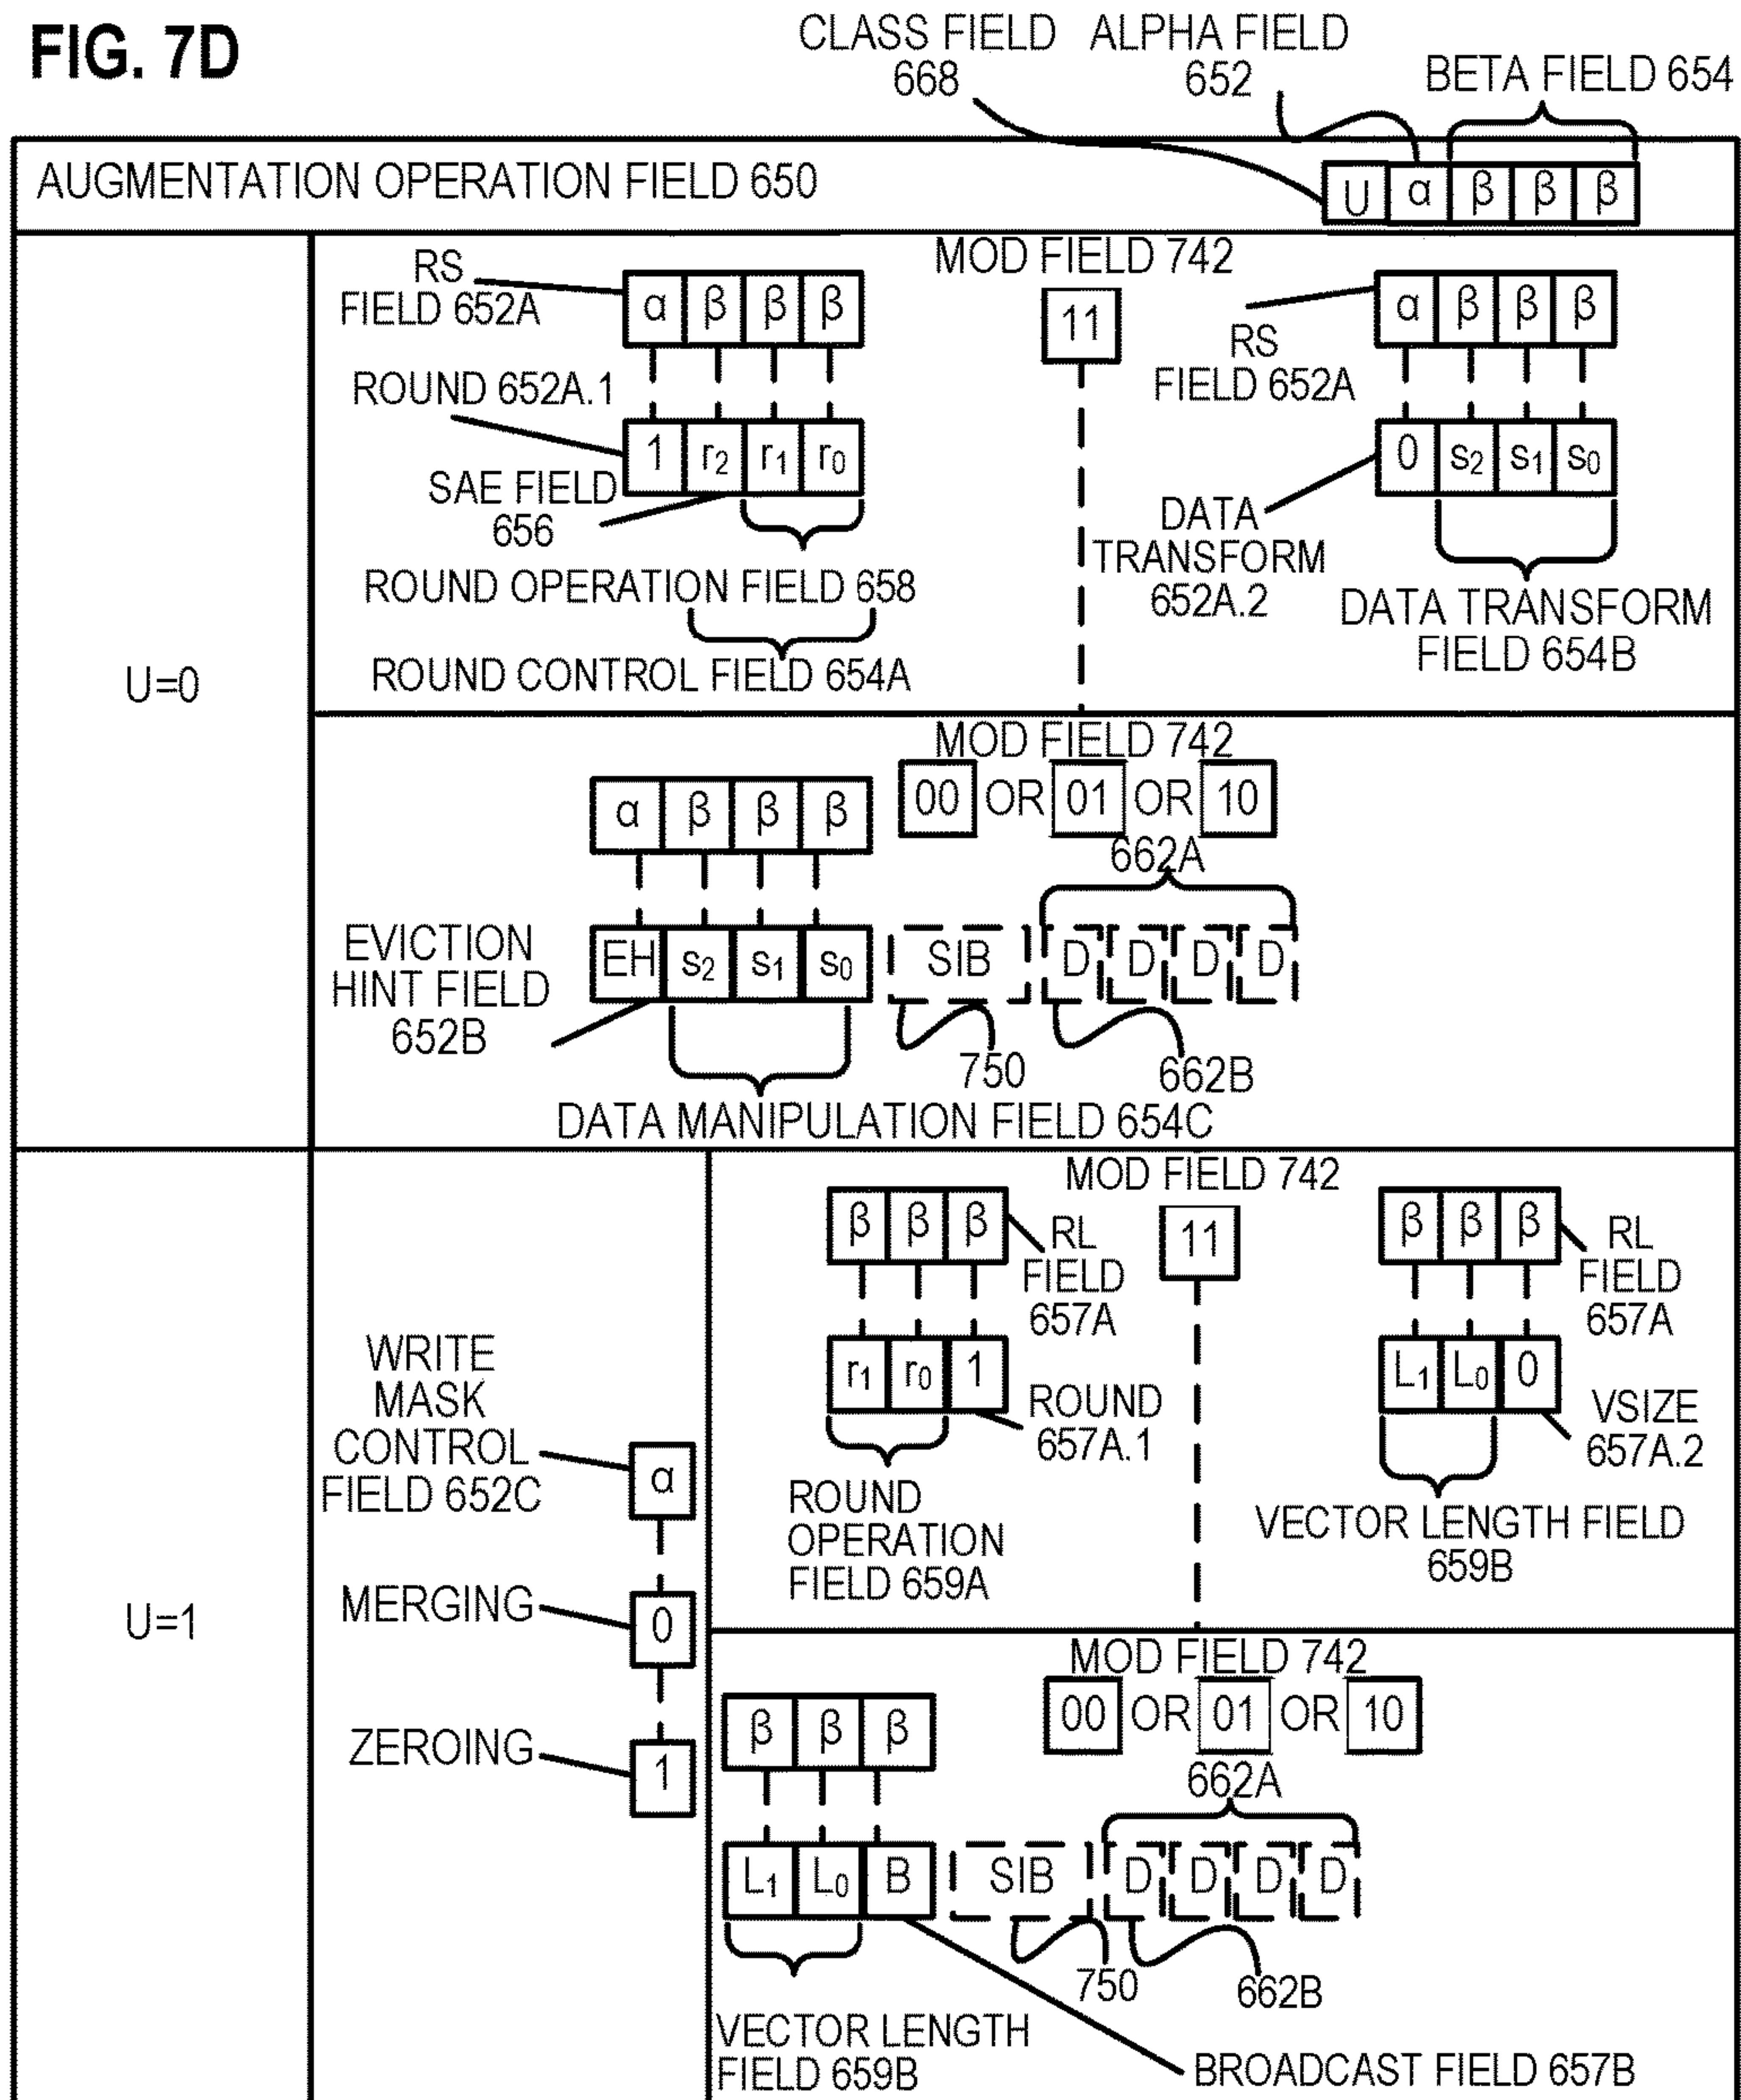 FIG. 7D
CLASS FIELD
668
ALPHA FIELD
652
BETA FIELD 654
AUGMENTATION OPERATION FIELD 650
U α β β β
U=0
MOD FIELD 742
11
RS
FIELD 652A
α β β β
ROUND 652A.1
1 r2 r1 r0
SAE FIELD
656
ROUND OPERATION FIELD 658
ROUND CONTROL FIELD 654A
α β β β
RS
FIELD 652A
0 s2 s1 s0
DATA
TRANSFORM
652A.2
DATA TRANSFORM
FIELD 654B
MOD FIELD 742
00 OR 01 OR 10
α β β β
662A
EVICTION
HINT FIELD
652B
EH s2 s1 s0 SIB D D D D
750
662B
DATA MANIPULATION FIELD 654C
U=1
WRITE
MASK
CONTROL
FIELD 652C
α
MERGING
0
ZEROING
1
MOD FIELD 742
11
β β β
RL
FIELD
657A
r1 r0 1
ROUND
657A.1
ROUND
OPERATION
FIELD 659A
β β β
RL
FIELD
657A
L1 L0 0
VSIZE
657A.2
VECTOR LENGTH FIELD
659B
MOD FIELD 742
00 OR 01 OR 10
β β β
662A
L1 L0 B SIB D D D D
750
662B
VECTOR LENGTH
FIELD 659B
BROADCAST FIELD 657B